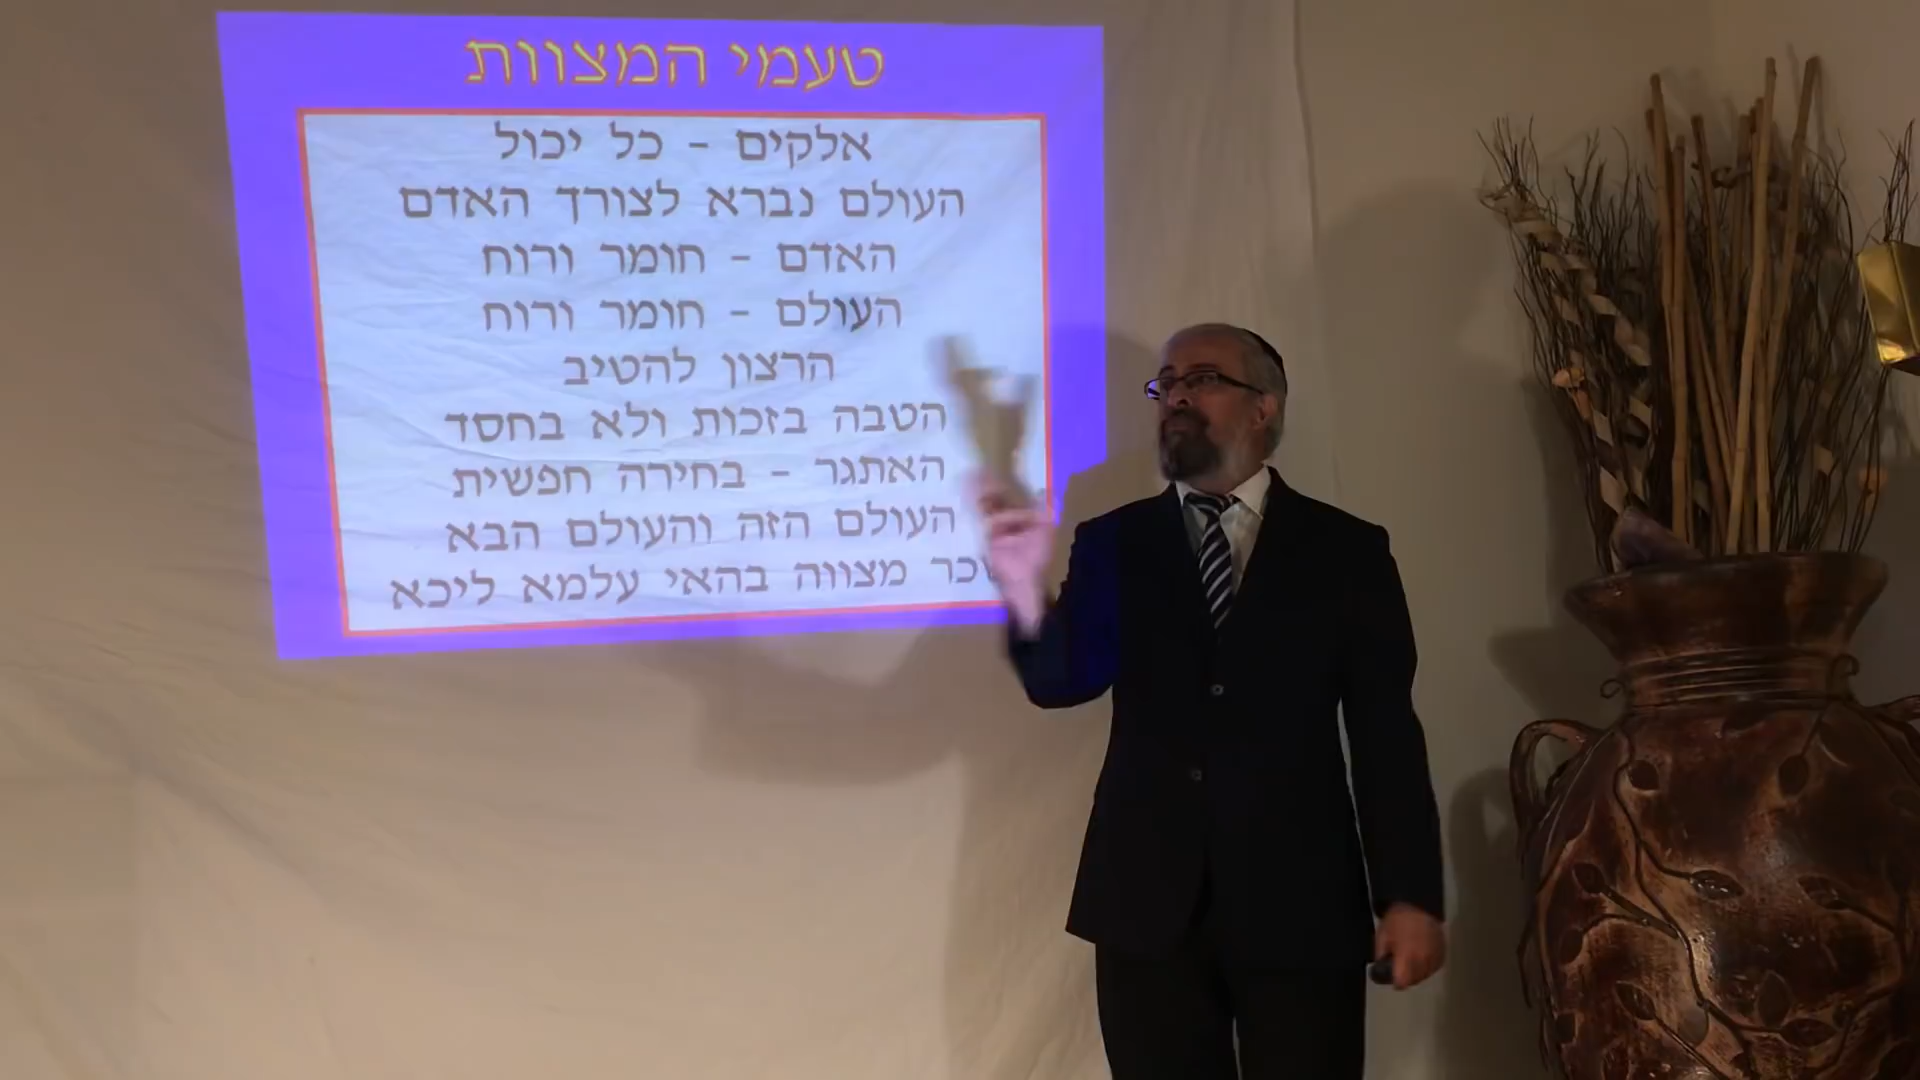 טעמי המצוות
אלקים - כל יכול
העולם נברא לצורך האדם
האדם - חומר ורוח
העולם - חומר ורוח
הרצון להטיב
הטבה בזכות ולא בחסד
האתגר - בחירה חפשית
העולם הזה והעולם הבא
מצווה בהאי עלמא ליכא